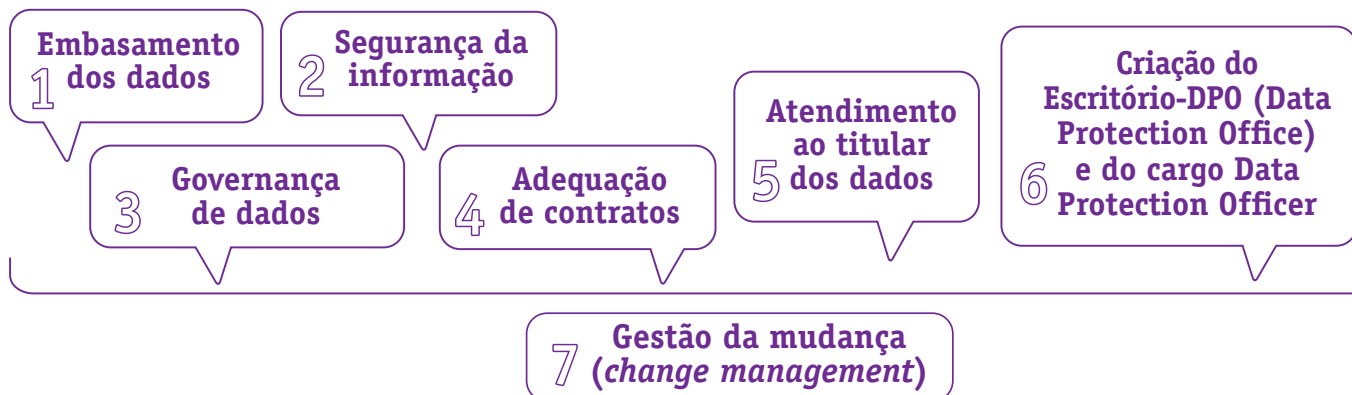 1
Embasamento
dos dados
2
Segurança da
informação
3
Governança
de dados
4
Adequação
de contratos
5
Atendimento
ao titular
dos dados
6
Criação do
Escritório-DPO (Data
Protection Office)
e do cargo Data
Protection Officer
7
Gestão da mudança
(change management)